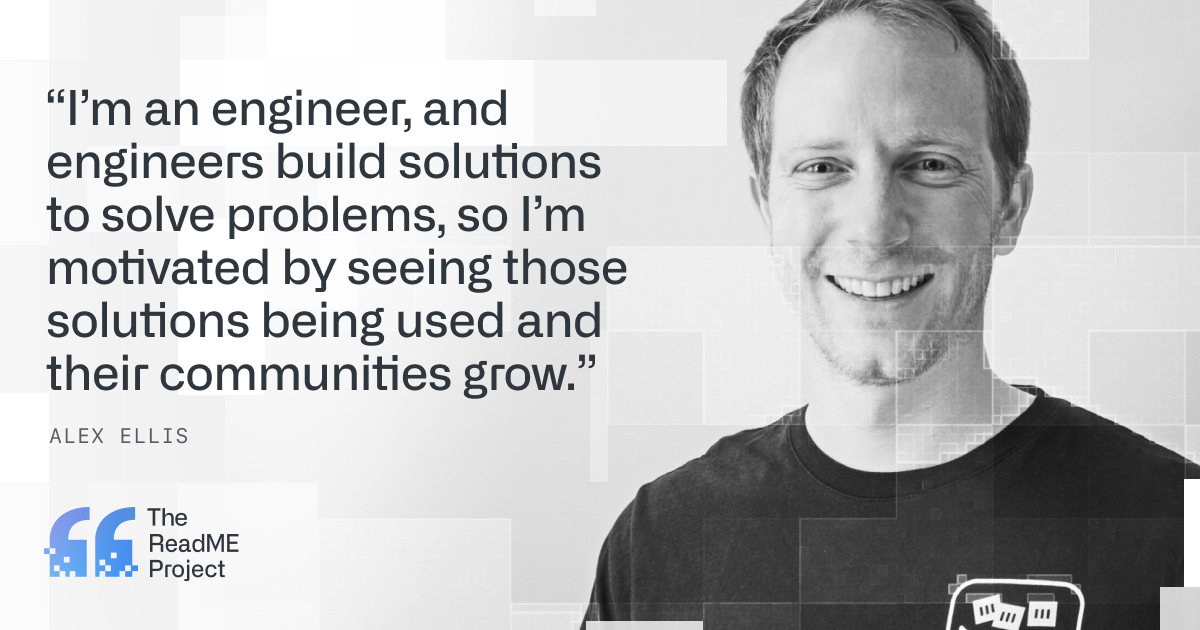 “I’m an engineer, and
engineers build solutions
to solve problems, so I’m
motivated by seeing those
solutions being used and
their communities grow.”
ALEX ELLIS
The
ReadME
Project